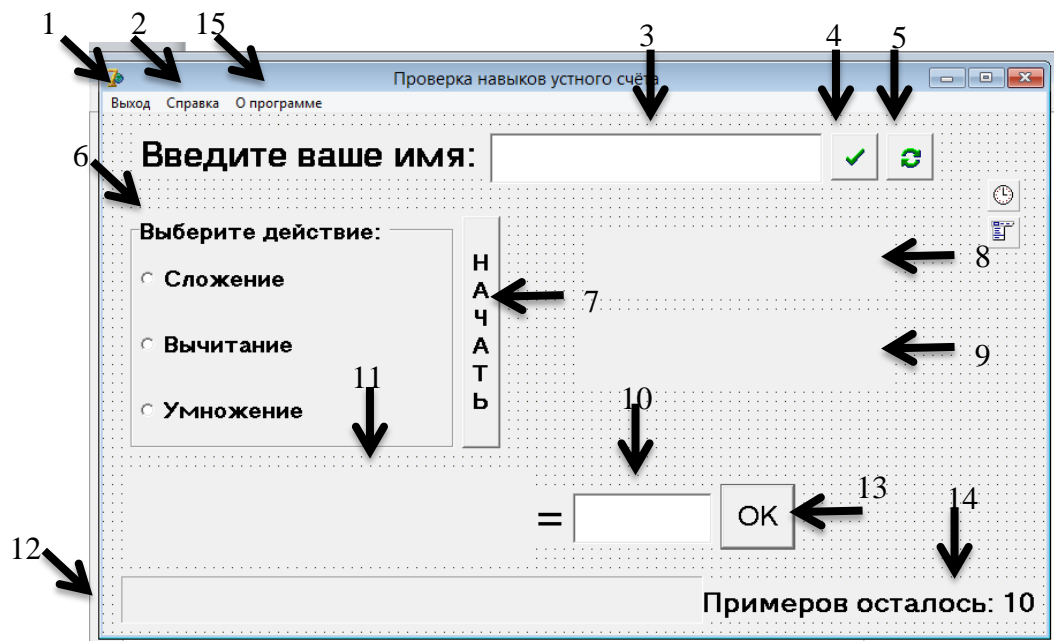 1 2 15 3 4 5
Проверка навыков устного счёта
Выход Справка О программе
6 Введите ваше имя:
Выберите действие:
Сложение
Вычитание
Умножение
Н
А
Ч
А
Т
Ь
7
8
9
11 10
= ОК 13 14
12
Примеров осталось: 10